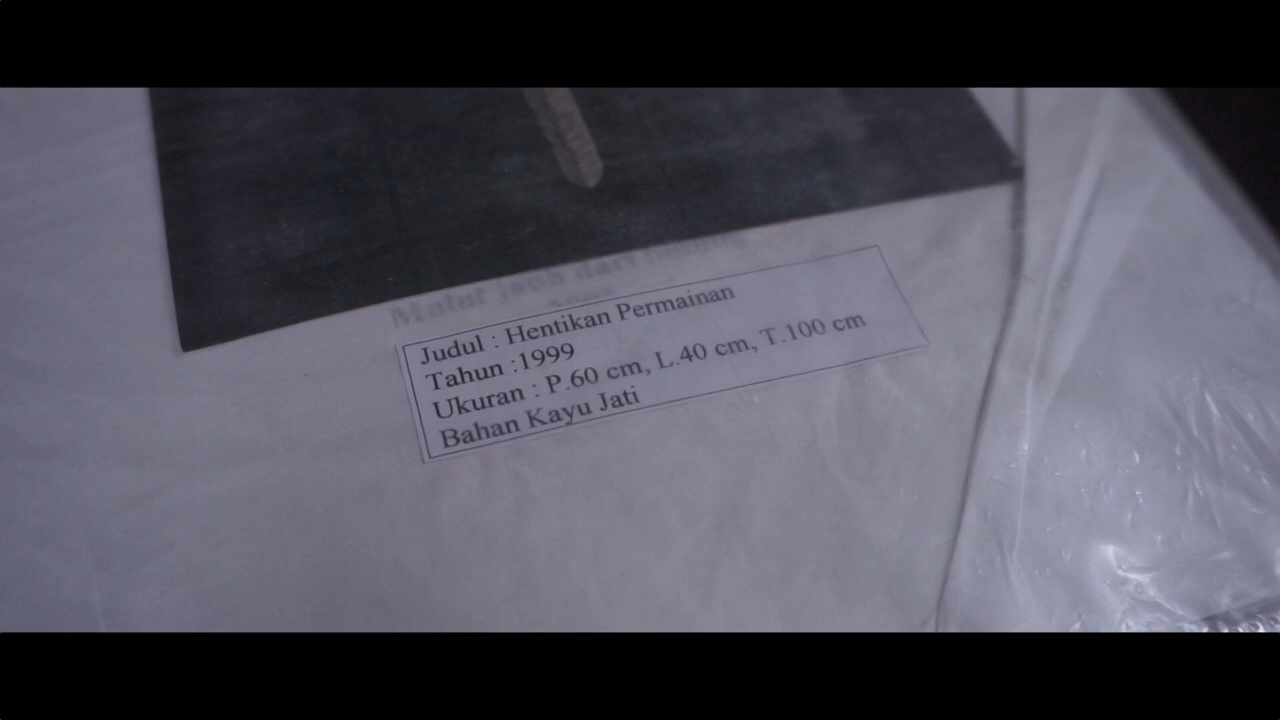 Judul : Hentikan Permainan
Tahun :1999
Ukuran : P.60 cm, L.40 cm, T.100 cm
Bahan Kayu Jati